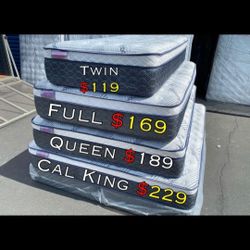 Twin
$119
Full $169
Queen $189
Cal King $229